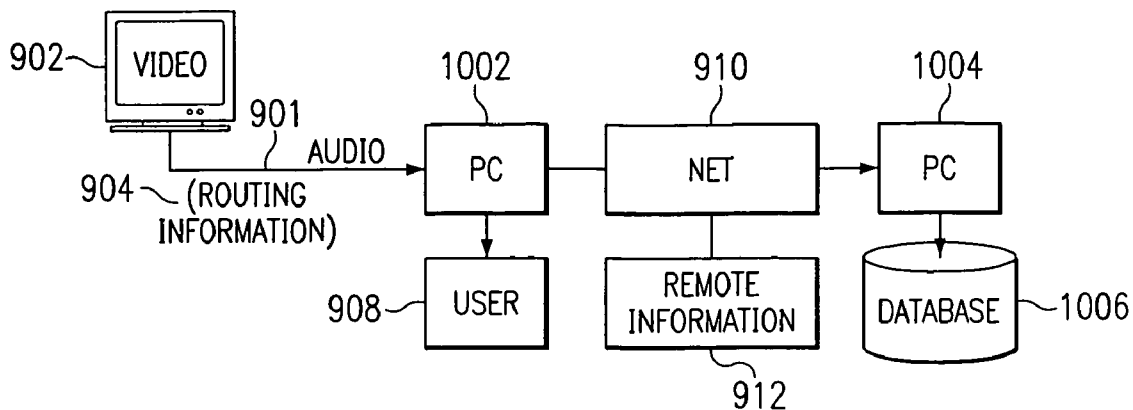 902
VIDEO
901
AUDIO
904
(ROUTING
INFORMATION)
1002
PC
910
NET
1004
PC
908
USER
REMOTE
INFORMATION
912
DATABASE
1006